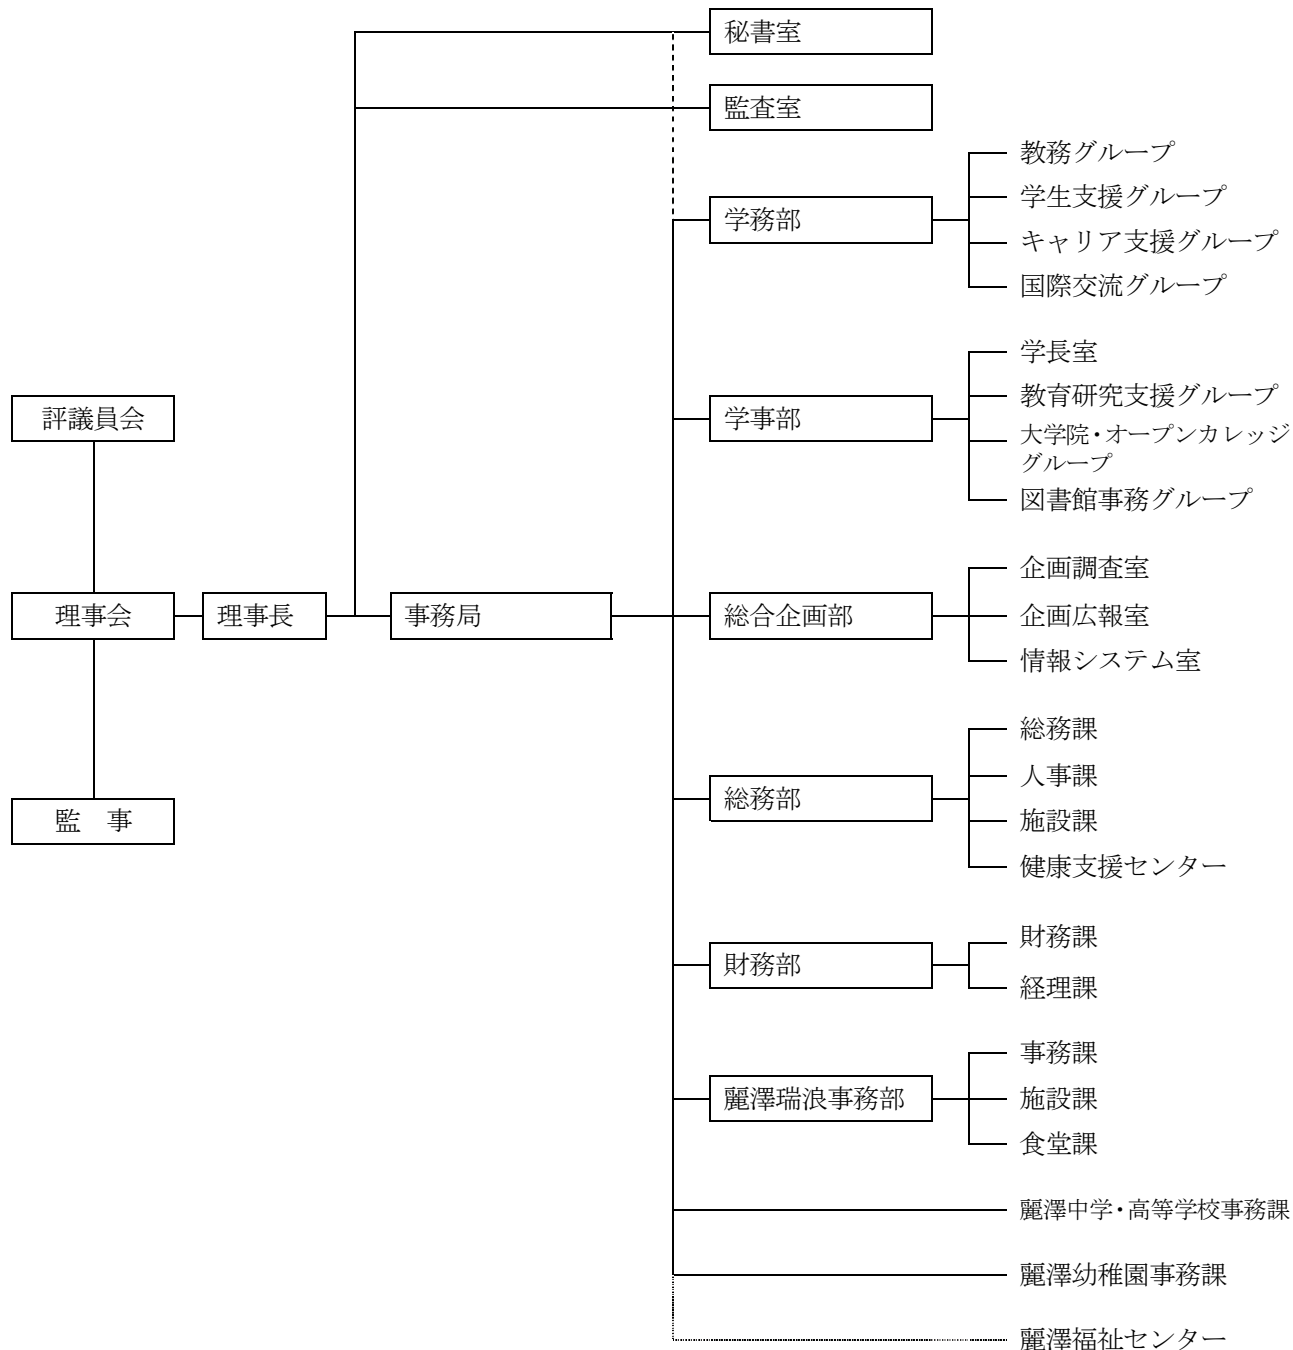 秘書室
監査室
教務グループ
学生支援グループ
学務部
キャリア支援グループ
国際交流グループ
学長室
教育研究支援グループ
評議員会
学事部
大学院・オープンカレッジ
グループ
図書館事務グループ
企画調査室
理事会
理事長
事務局
総合企画部
企画広報室
情報システム室
総務課
人事課
総務部
施設課
監　事
健康支援センター
財務課
財務部
経理課
事務課
麗澤瑞浪事務部
施設課
食堂課
麗澤中学・高等学校事務課
麗澤幼稚園事務課
麗澤福祉センター